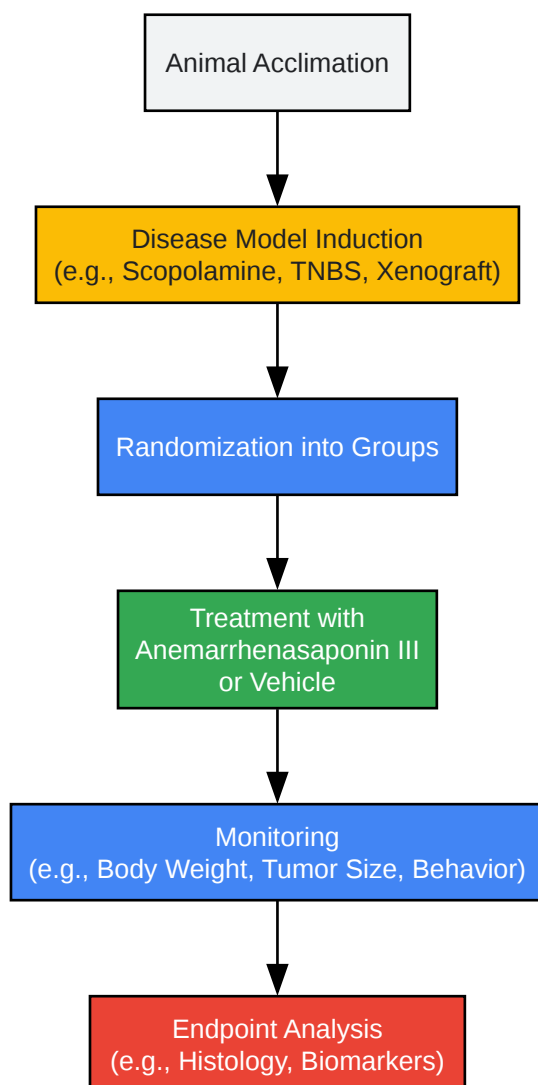 Animal Acclimation
Disease Model Induction
(e.g., Scopolamine, TNBS, Xenograft)
Randomization into Groups
Treatment with
Anemarrhenasaponin III
or Vehicle
Monitoring
(e.g., Body Weight, Tumor Size, Behavior)
Endpoint Analysis
(e.g., Histology, Biomarkers)